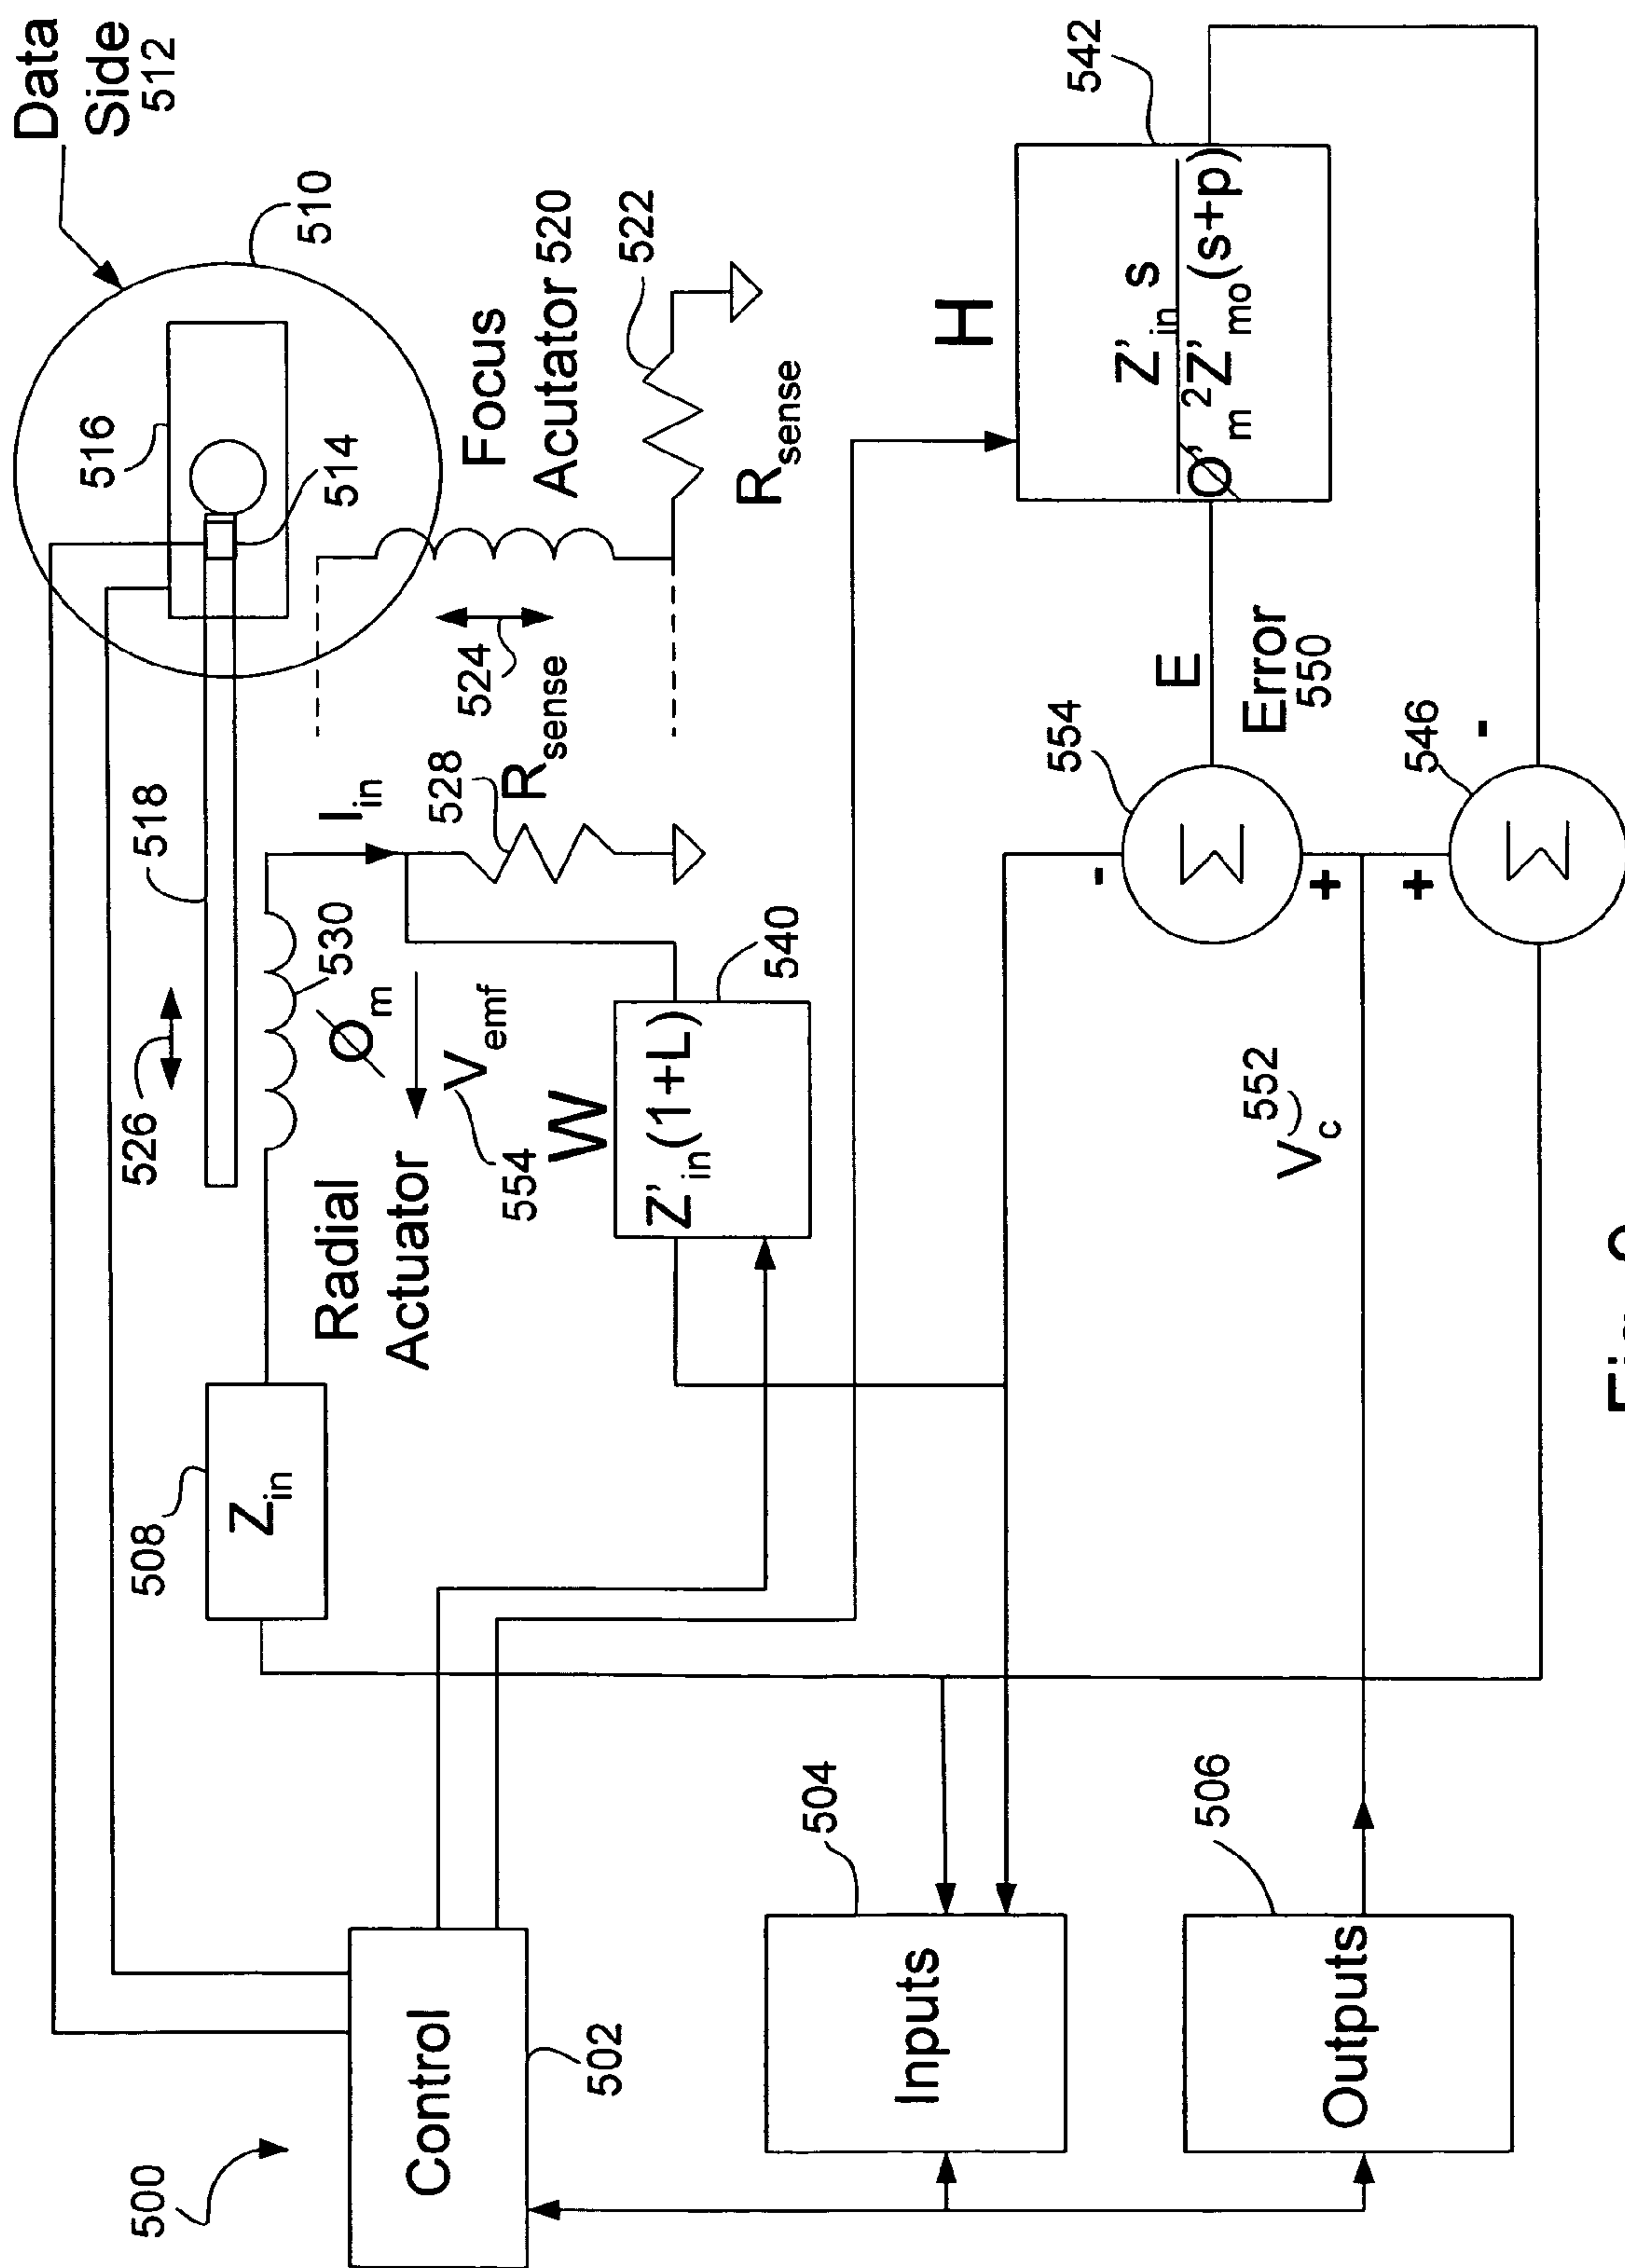 Data
Side
512
510
516
514
Focus
Acutator 520
522
R sense
524
518
526
530
I in
528
R sense
Ø m
V emf
554
Radial
Actuator
508
Z in
W
Z' in (1+L)
540
H
Z' in s
Ø' m 2 Z' mo (s+p)
542
E
Error
550
554
Σ
-
+
546
Σ
+
-
V c 552
500
Control
502
Inputs
504
Outputs
506